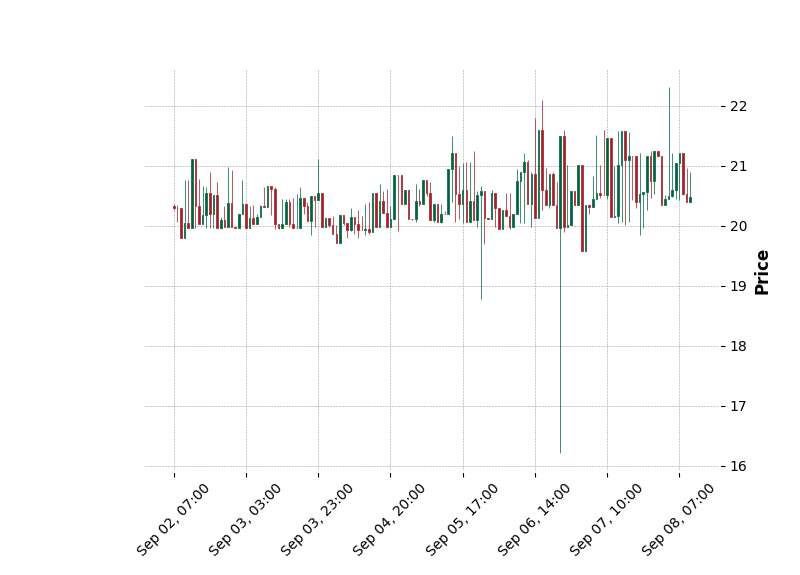 22
21
20
19
18
17
16
Price
Sep 02, 07:00
Sep 03, 03:00
Sep 03, 23:00
Sep 04, 20:00
Sep 05, 17:00
Sep 06, 14:00
Sep 07, 10:00
Sep 08, 07:00